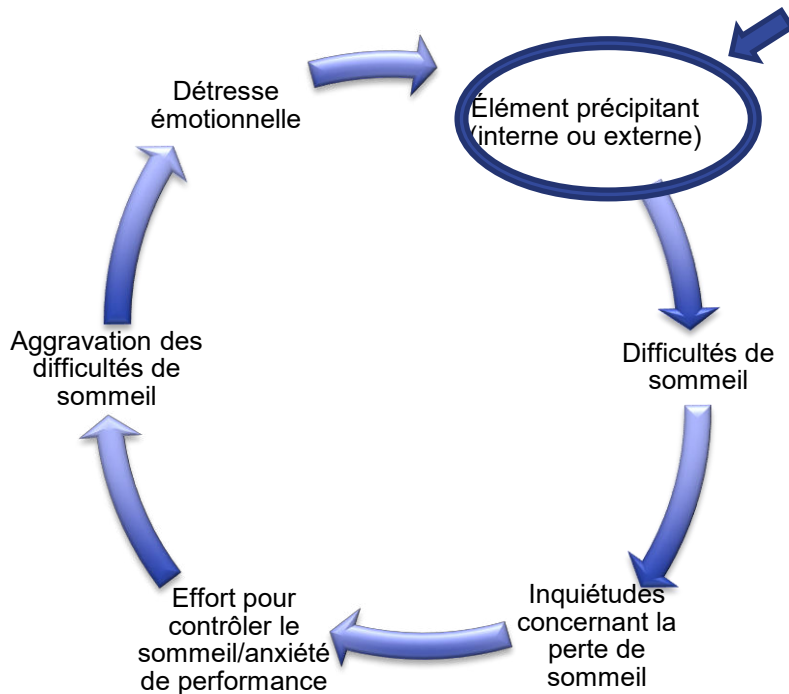 Détresse
émotionnelle
Élément précipitant
(interne ou externe)
Difficultés de
sommeil
Inquiétudes
concernant la
perte de
sommeil
Effort pour
contrôler le
sommeil/anxiété
de performance
Aggravation des
difficultés de
sommeil